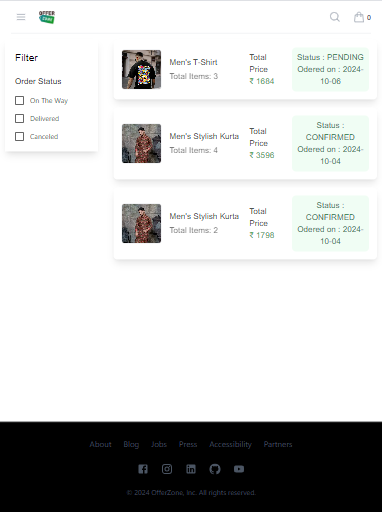 OFFER
ZONE
0
Filter
Order Status
On The Way
Delivered
Canceled
Men's T-Shirt
Total Items: 3
Total
Price
₹ 1684
Status : PENDING
Odered on : 2024-
10-06
Men's Stylish Kurta
Total Items: 4
Total
Price
₹ 3596
Status :
CONFIRMED
Odered on : 2024-
10-04
Men's Stylish Kurta
Total Items: 2
Total
Price
₹ 1798
Status :
CONFIRMED
Odered on : 2024-
10-04
About Blog Jobs Press Accessibility Partners
© 2024 OfferZone, Inc. All rights reserved.